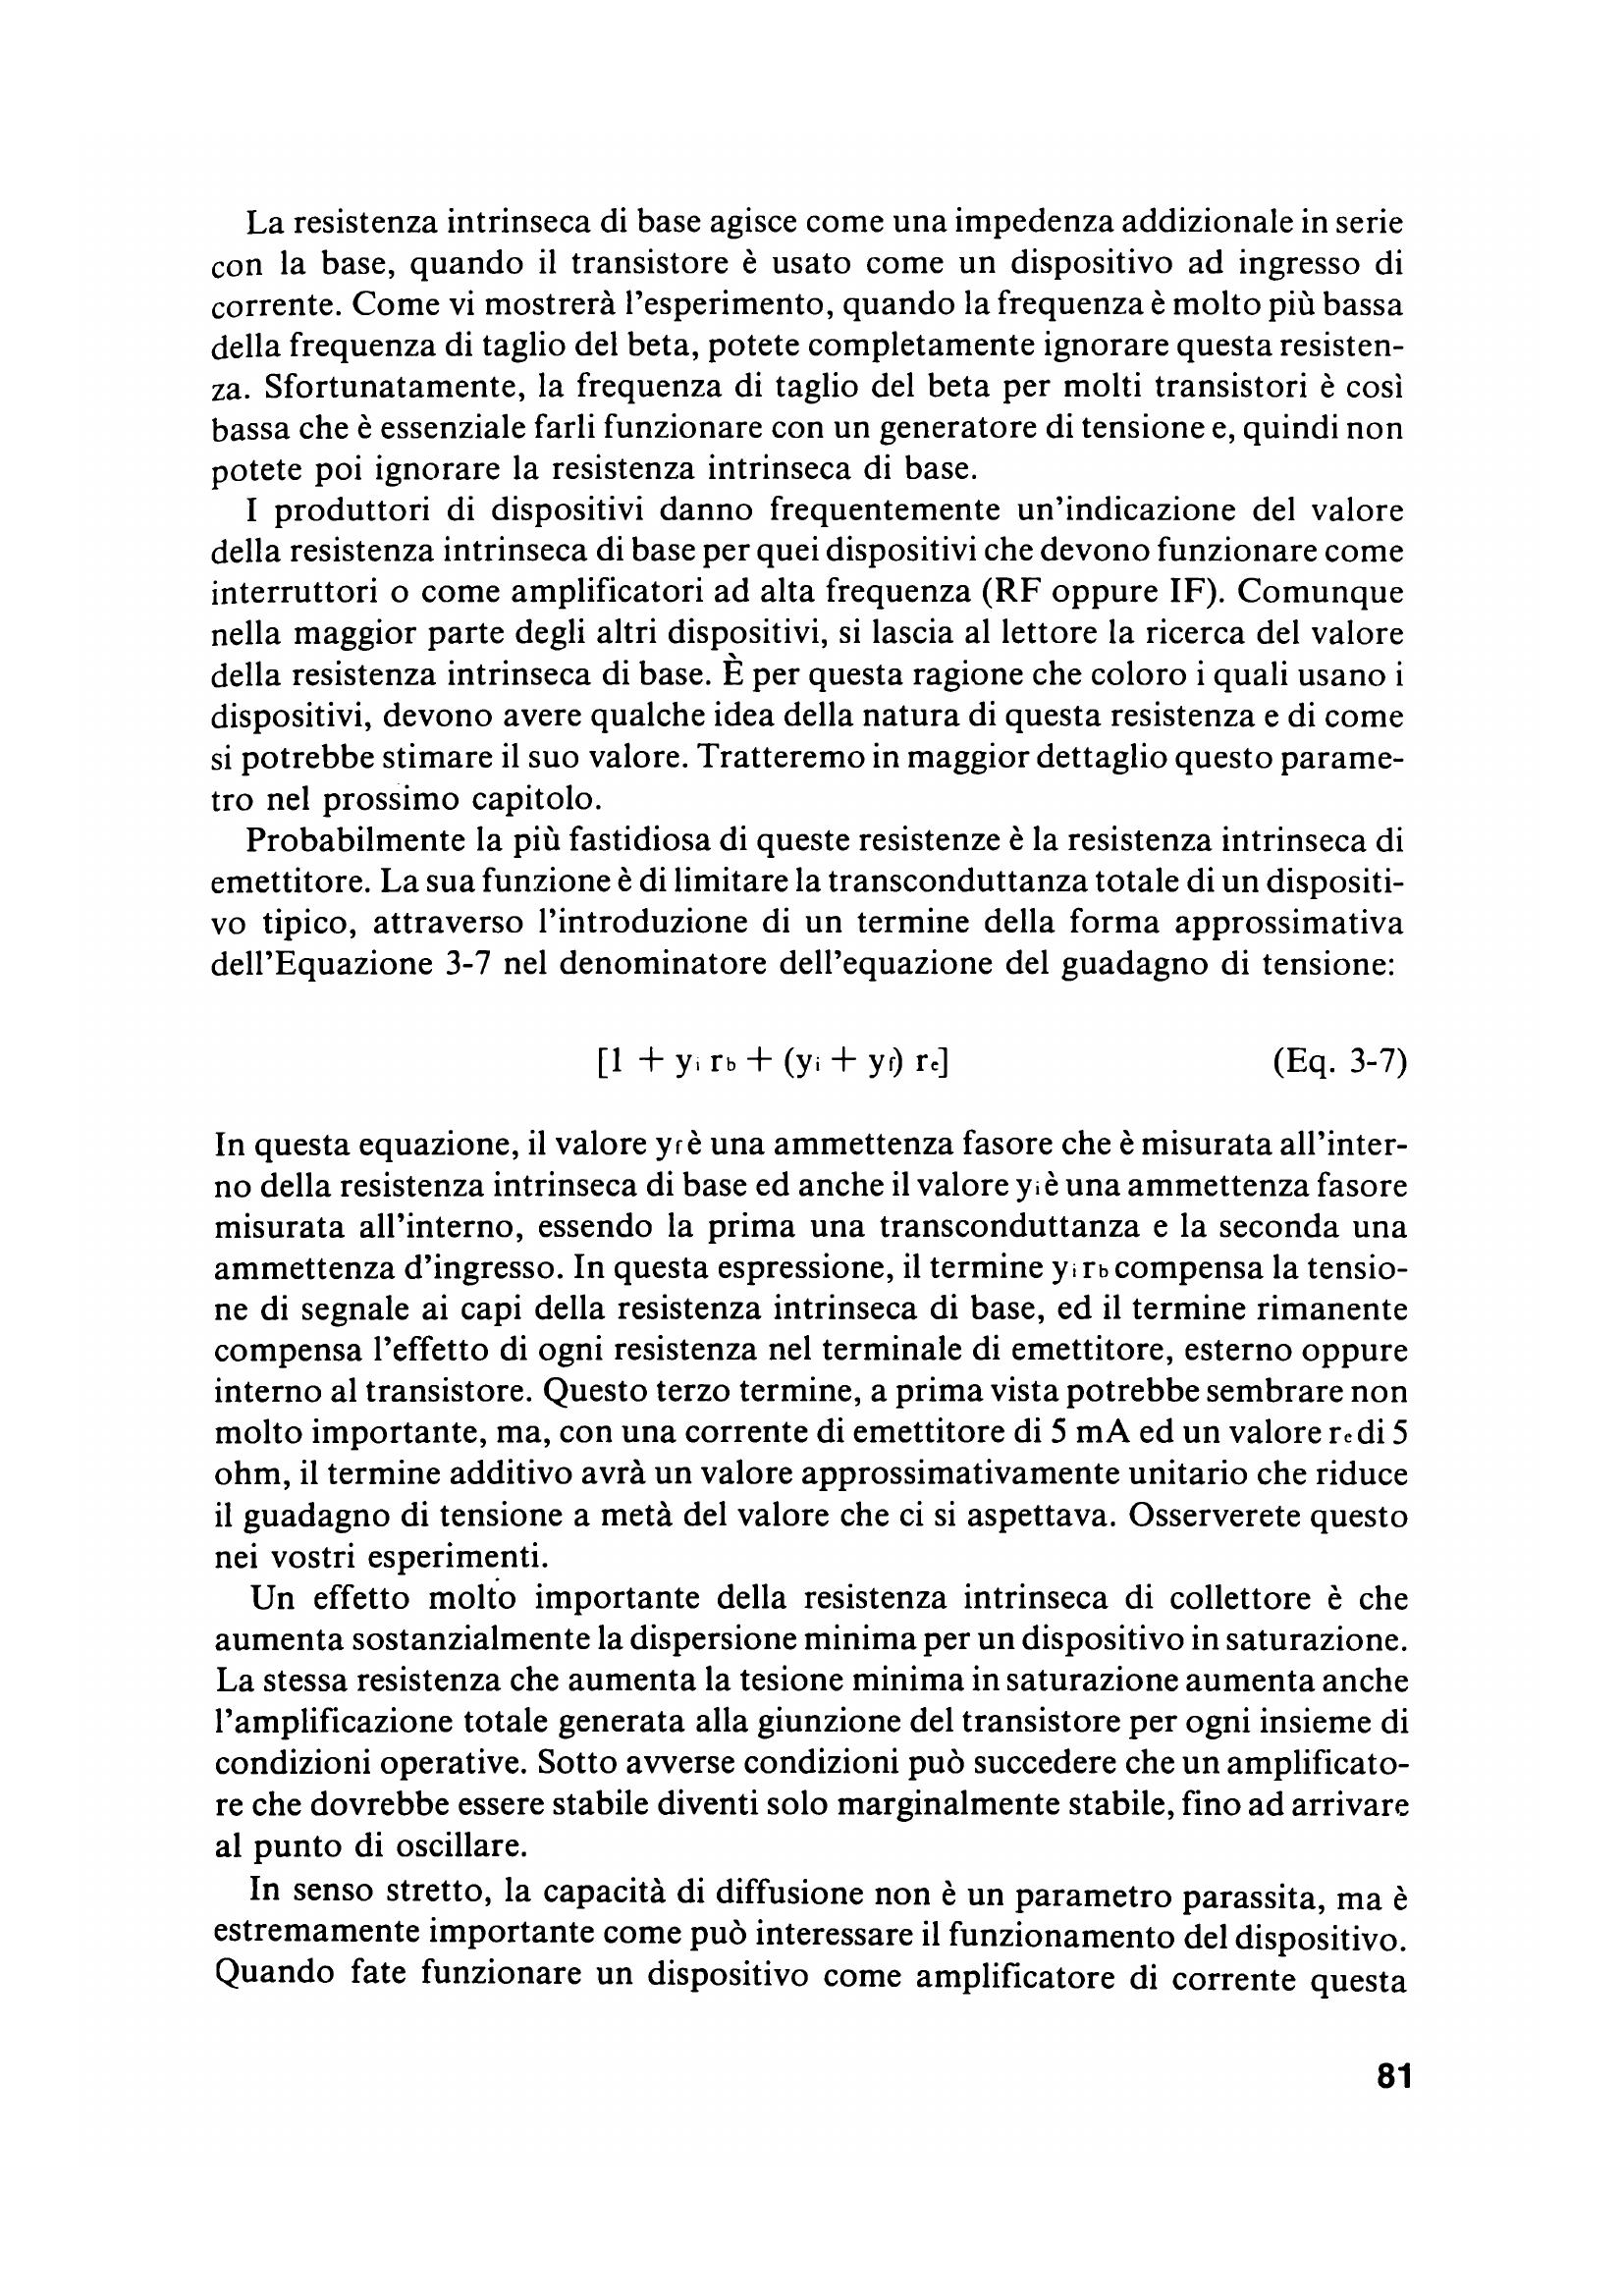 La resistenza intrinseca di base agisce come una impedenza addizionale in serie
con la base, quando il transistore è usato come un dispositivo ad ingresso di
corrente. Come vi mostrerà l'esperimento, quando la frequenza è molto più bassa
della frequenza di taglio del beta, potete completamente ignorare questa resisten-
za. Sfortunatamente, la frequenza di taglio del beta per molti transistori è così
bassa che è essenziale farli funzionare con un generatore di tensione e, quindi non
potete poi ignorare la resistenza intrinseca di base.
I produttori di dispositivi danno frequentemente un'indicazione del valore
della resistenza intrinseca di base per quei dispositivi che devono funzionare come
interruttori o come amplificatori ad alta frequenza (RF oppure IF). Comunque
nella maggior parte degli altri dispositivi, si lascia al lettore la ricerca del valore
della resistenza intrinseca di base. È per questa ragione che coloro i quali usano i
dispositivi, devono avere qualche idea della natura di questa resistenza e di come
si potrebbe stimare il suo valore. Tratteremo in maggior dettaglio questo parame-
tro nel prossimo capitolo.
Probabilmente la più fastidiosa di queste resistenze è la resistenza intrinseca di
emettitore. La sua funzione è di limitare la transconduttanza totale di un dispositi-
vo tipico, attraverso l'introduzione di un termine della forma approssimativa
dell'Equazione 3-7 nel denominatore dell'equazione del guadagno di tensione:
[1 + yi rb + (yi + yf) re] (Eq. 3-7)
In questa equazione, il valore yf è una ammettenza fasore che è misurata all'inter-
no della resistenza intrinseca di base ed anche il valore yi è una ammettenza fasore
misurata all'interno, essendo la prima una transconduttanza e la seconda una
ammettenza d'ingresso. In questa espressione, il termine yi rb compensa la tensio-
ne di segnale ai capi della resistenza intrinseca di base, ed il termine rimanente
compensa l'effetto di ogni resistenza nel terminale di emettitore, esterno oppure
interno al transistore. Questo terzo termine, a prima vista potrebbe sembrare non
molto importante, ma, con una corrente di emettitore di 5 mA ed un valore re di 5
ohm, il termine additivo avrà un valore approssimativamente unitario che riduce
il guadagno di tensione a metà del valore che ci si aspettava. Osserverete questo
nei vostri esperimenti.
Un effetto molto importante della resistenza intrinseca di collettore è che
aumenta sostanzialmente la dispersione minima per un dispositivo in saturazione.
La stessa resistenza che aumenta la tesione minima in saturazione aumenta anche
l'amplificazione totale generata alla giunzione del transistore per ogni insieme di
condizioni operative. Sotto avverse condizioni può succedere che un amplificato-
re che dovrebbe essere stabile diventi solo marginalmente stabile, fino ad arrivare
al punto di oscillare.
In senso stretto, la capacità di diffusione non è un parametro parassita, ma è
estremamente importante come può interessare il funzionamento del dispositivo.
Quando fate funzionare un dispositivo come amplificatore di corrente questa
81